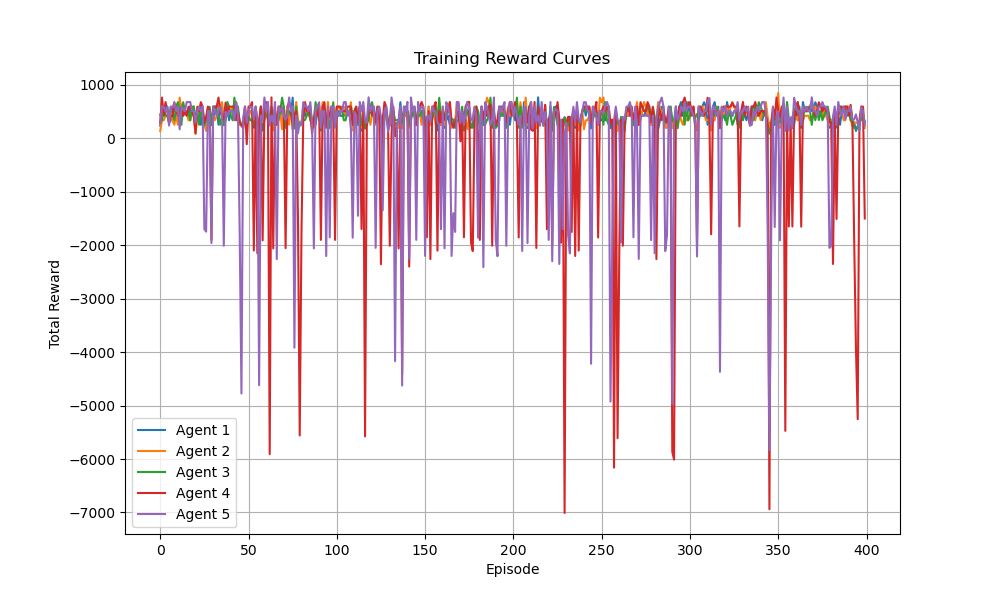 Training Reward Curves
1000
0
−1000
−2000
−3000
−4000
−5000
−6000
−7000
Total Reward
Agent 1
Agent 2
Agent 3
Agent 4
Agent 5
0 50 100 150 200 250 300 350 400
Episode